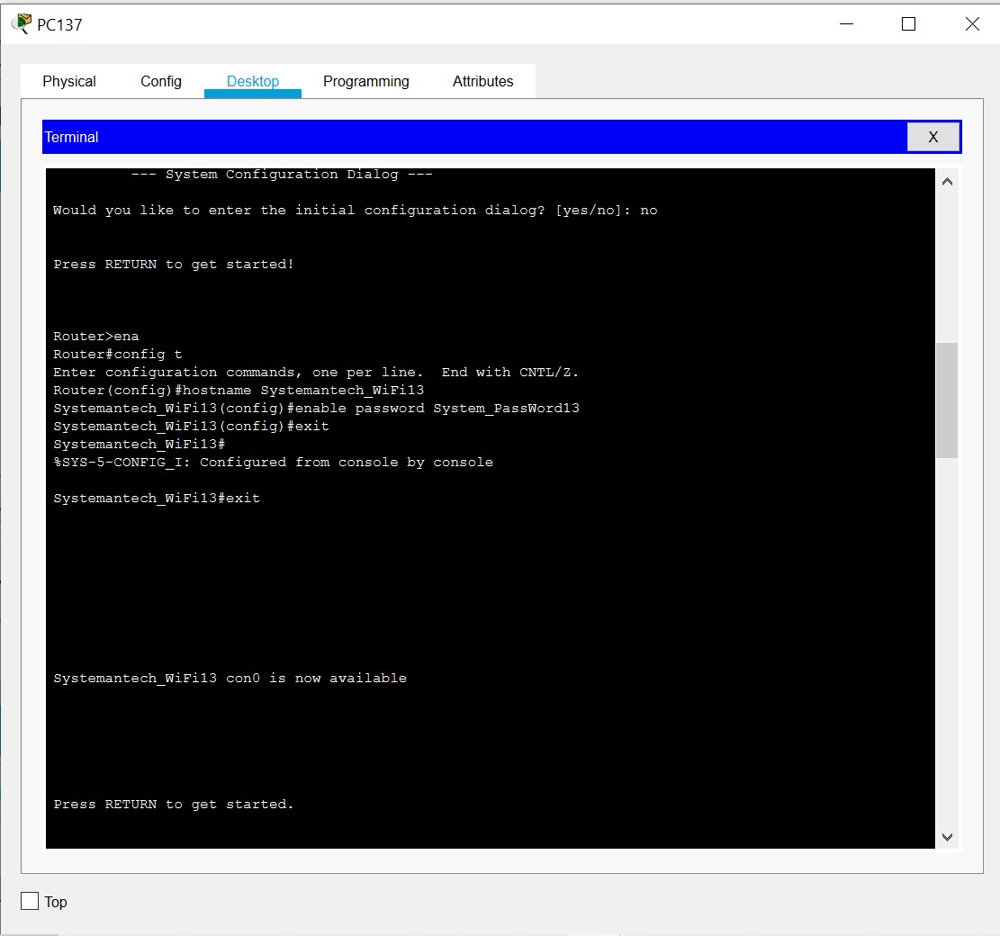 PC137
Physical Config Desktop Programming Attributes
Terminal X
--- System Configuration Dialog ---
Would you like to enter the initial configuration dialog? [yes/no]: no
Press RETURN to get started!
Router>ena
Router#config t
Enter configuration commands, one per line.  End with CNTL/Z.
Router(config)#hostname Systemantech_WiFi13
Systemantech_WiFi13(config)#enable password System_PassWord13
Systemantech_WiFi13(config)#exit
Systemantech_WiFi13#
%SYS-5-CONFIG_I: Configured from console by console
Systemantech_WiFi13#exit
Systemantech_WiFi13 con0 is now available
Press RETURN to get started.
Top